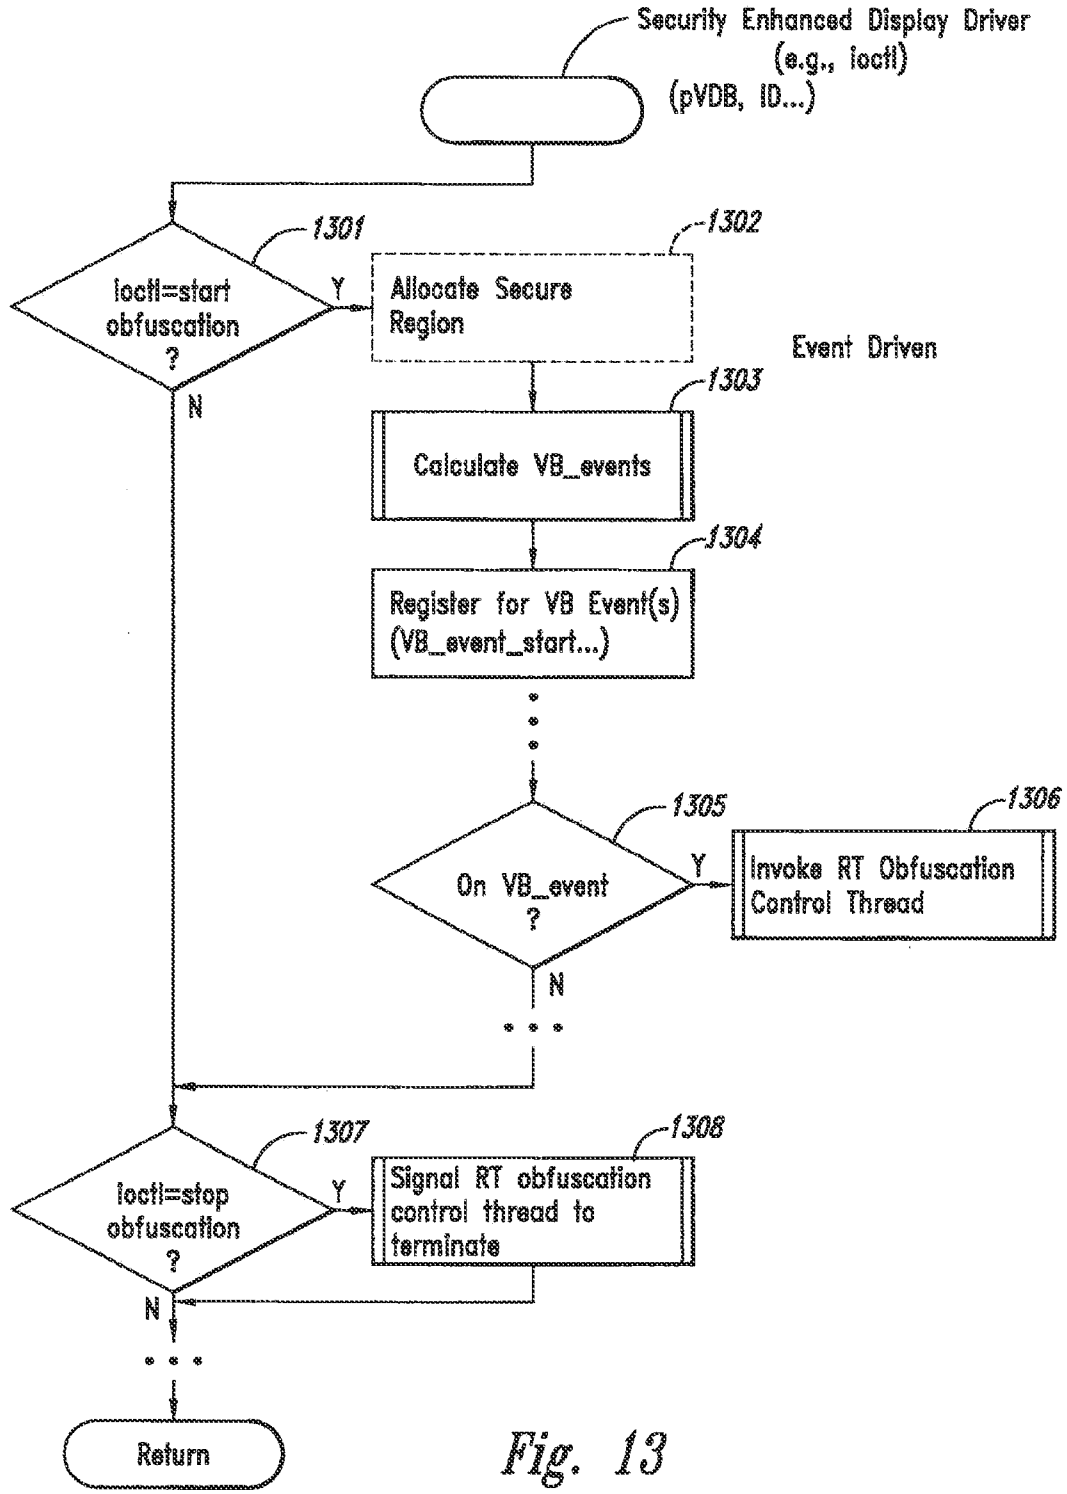 Security Enhanced Display Driver
(e.g., ioctl)
(pVDB, ID...)
1301
ioctl=start
obfuscation
?
Y
N
1302
Allocate Secure
Region
Event Driven
1303
Calculate VB_events
1304
Register for VB Event(s)
(VB_event_start...)
1305
On VB_event
?
Y
N
1306
Invoke RT Obfuscation
Control Thread
1307
ioctl=stop
obfuscation
?
Y
N
1308
Signal RT obfuscation
control thread to
terminate
Return
Fig. 13